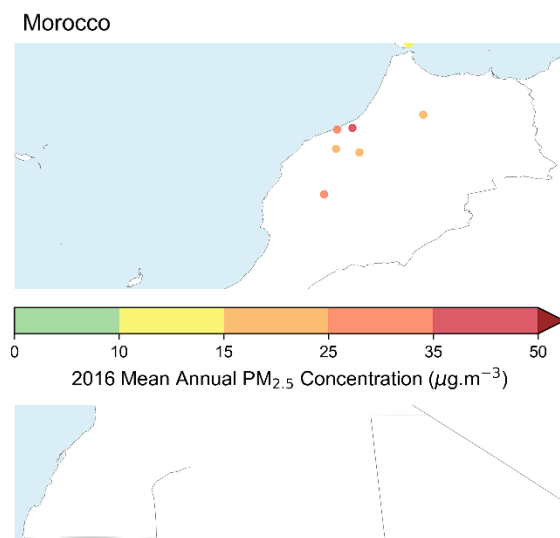 Morocco
0 10 15 25 35 50
2016 Mean Annual PM₂.₅ Concentration (μg.m⁻³)